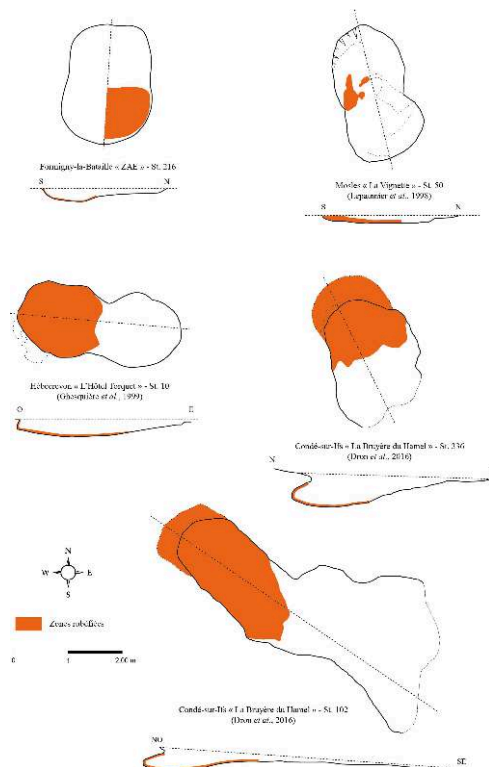 Formigny-la-Bataille « ZAE » - St. 216
S N
Mosles « La Vignette » - St. 50
(Lepaumier et al., 1998)
S N
Hébécrevon « L'Hôtel Torquet » - St. 10
(Ghesquière et al., 1999)
O E
Condé-sur-Ifs « La Bruyère du Hamel » - St. 336
(Dron et al., 2016)
N
N
W E
S
Zones rubéfiées
0 1 2,00 m
Condé-sur-Ifs « La Bruyère du Hamel » - St. 102
(Dron et al., 2016)
NO
SE